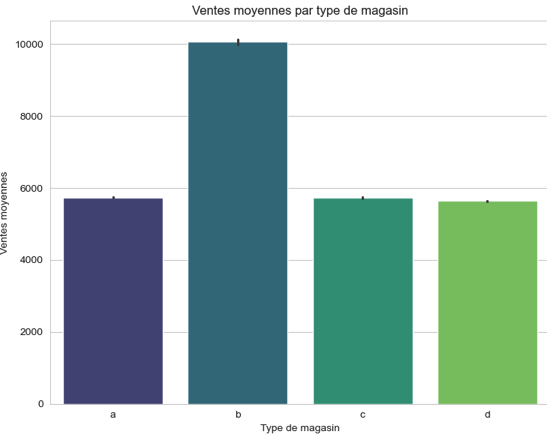 Ventes moyennes par type de magasin
Ventes moyennes
10000
8000
6000
4000
2000
0
a b c d
Type de magasin